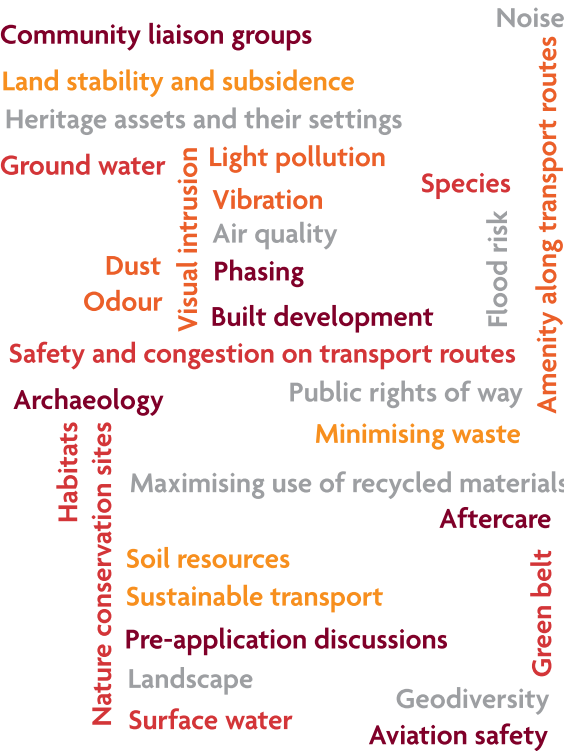 Noise
Community liaison groups
Amenity along transport routes
Land stability and subsidence
Heritage assets and their settings
Ground water
Visual intrusion
Light pollution
Species
Vibration
Flood risk
Air quality
Dust
Phasing
Odour
Built development
Safety and congestion on transport routes
Public rights of way
Archaeology
Habitats
Nature conservation sites
Minimising waste
Maximising use of recycled materials
Aftercare
Soil resources
Green belt
Sustainable transport
Pre-application discussions
Landscape
Geodiversity
Surface water
Aviation safety